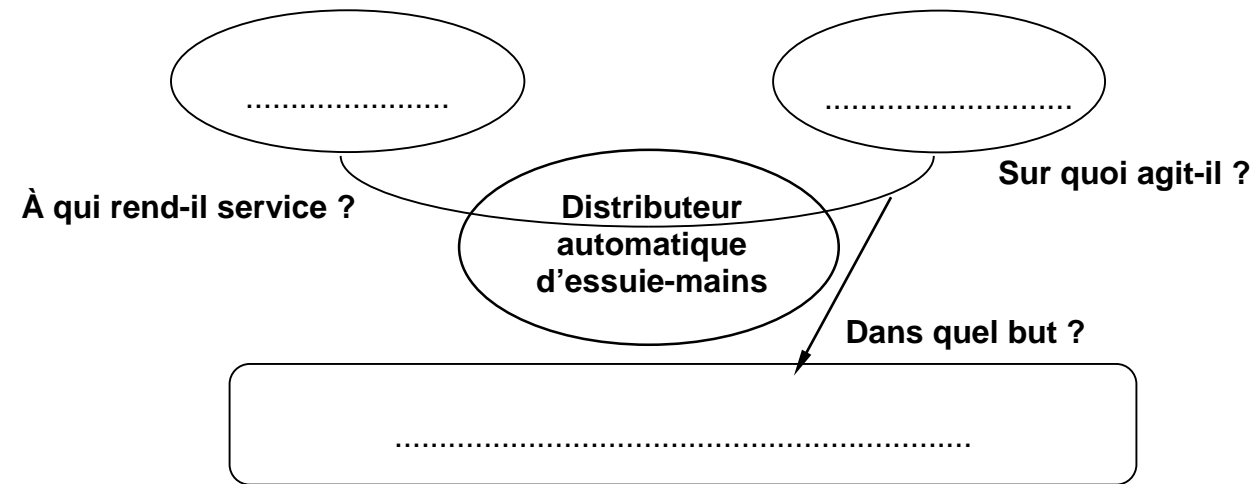 .......................
............................
Sur quoi agit-il ?
À qui rend-il service ?
Distributeur
automatique
d’essuie-mains
Dans quel but ?
.................................................................